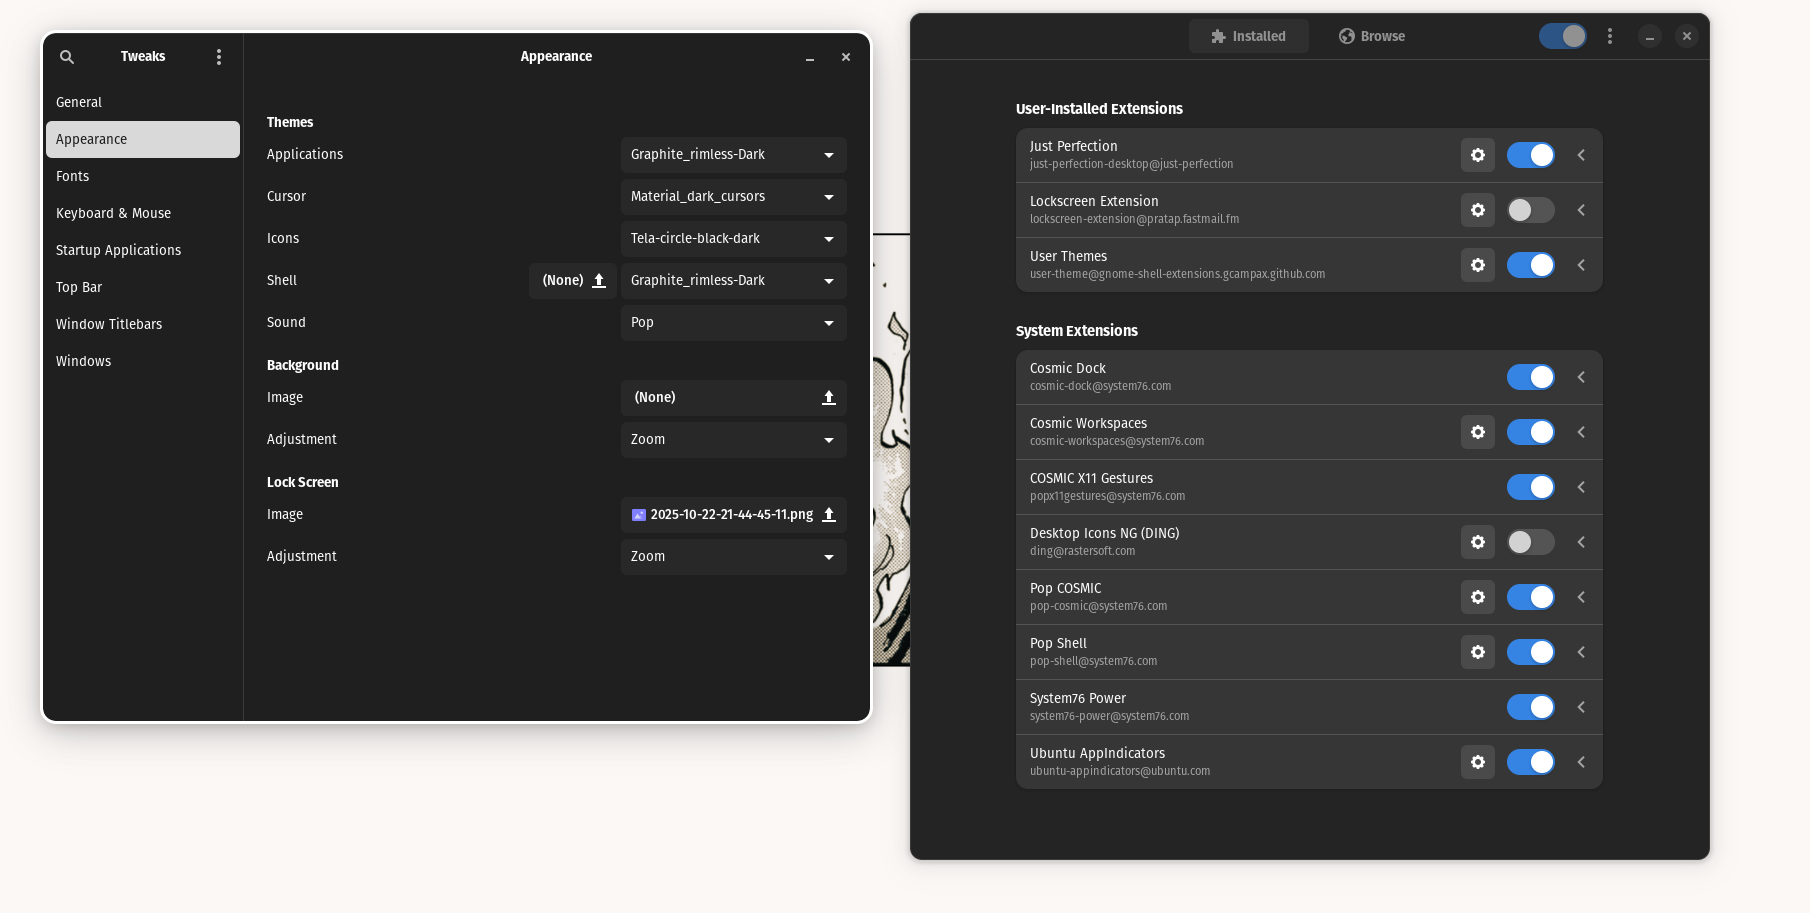 Tweaks
General
Appearance
Fonts
Keyboard & Mouse
Startup Applications
Top Bar
Window Titlebars
Windows
Appearance
Themes
Applications Graphite_rimless-Dark
Cursor Material_dark_cursors
Icons Tela-circle-black-dark
Shell (None) Graphite_rimless-Dark
Sound Pop
Background
Image (None)
Adjustment Zoom
Lock Screen
Image 2025-10-22-21-44-45-11.png
Adjustment Zoom
Installed Browse
User-Installed Extensions
Just Perfection
just-perfection-desktop@just-perfection
Lockscreen Extension
lockscreen-extension@pratap.fastmail.fm
User Themes
user-theme@gnome-shell-extensions.gcampax.github.com
System Extensions
Cosmic Dock
cosmic-dock@system76.com
Cosmic Workspaces
cosmic-workspaces@system76.com
COSMIC X11 Gestures
popx11gestures@system76.com
Desktop Icons NG (DING)
ding@rastersoft.com
Pop COSMIC
pop-cosmic@system76.com
Pop Shell
pop-shell@system76.com
System76 Power
system76-power@system76.com
Ubuntu AppIndicators
ubuntu-appindicators@ubuntu.com